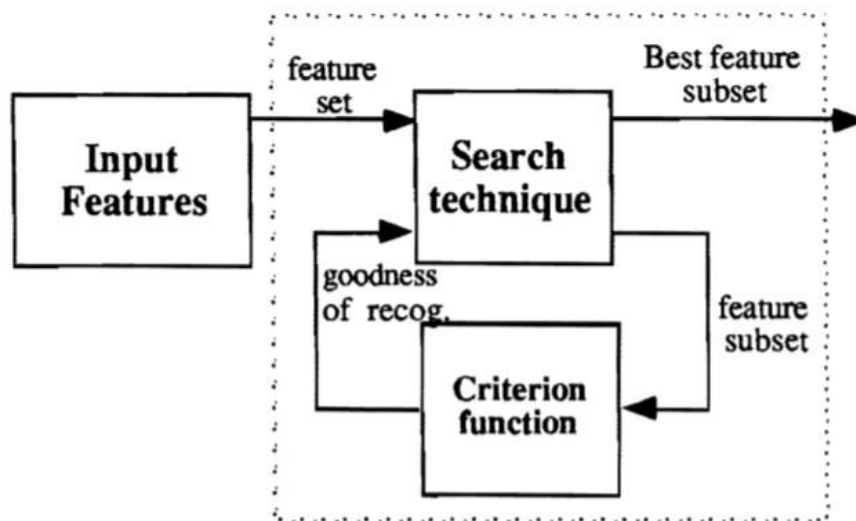 feature
set
Best feature
subset
Input
Features
Search
technique
goodness
of recog.
feature
subset
Criterion
function